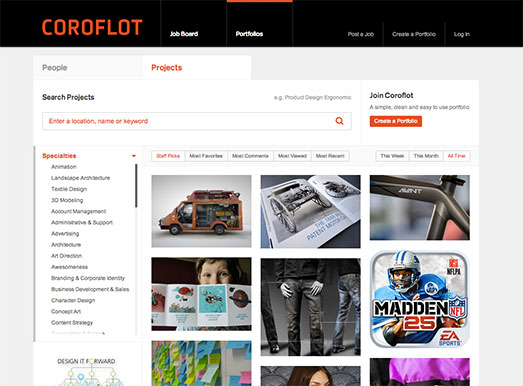 COROFLOT
Job Board
Portfolios
Post a Job
Create a Portfolio
Log In
People
Projects
Search Projects
e.g. Product Design Ergonomic
Enter a location, name or keyword
Join Coroflot
A simple, clean and easy to use portfolio
Create a Portfolio
Specialties
Animation
Landscape Architecture
Textile Design
3D Modeling
Account Management
Administrative & Support
Advertising
Architecture
Art Direction
Awesomeness
Branding & Corporate Identity
Business Development & Sales
Character Design
Concept Art
Content Strategy
Staff Picks
Most Favorites
Most Comments
Most Viewed
Most Recent
This Week
This Month
All Time
PATENT MOTOR
AVANT
NFLPA
MADDEN
NFL
25
EA
SPORTS
DESIGN IT FORWARD